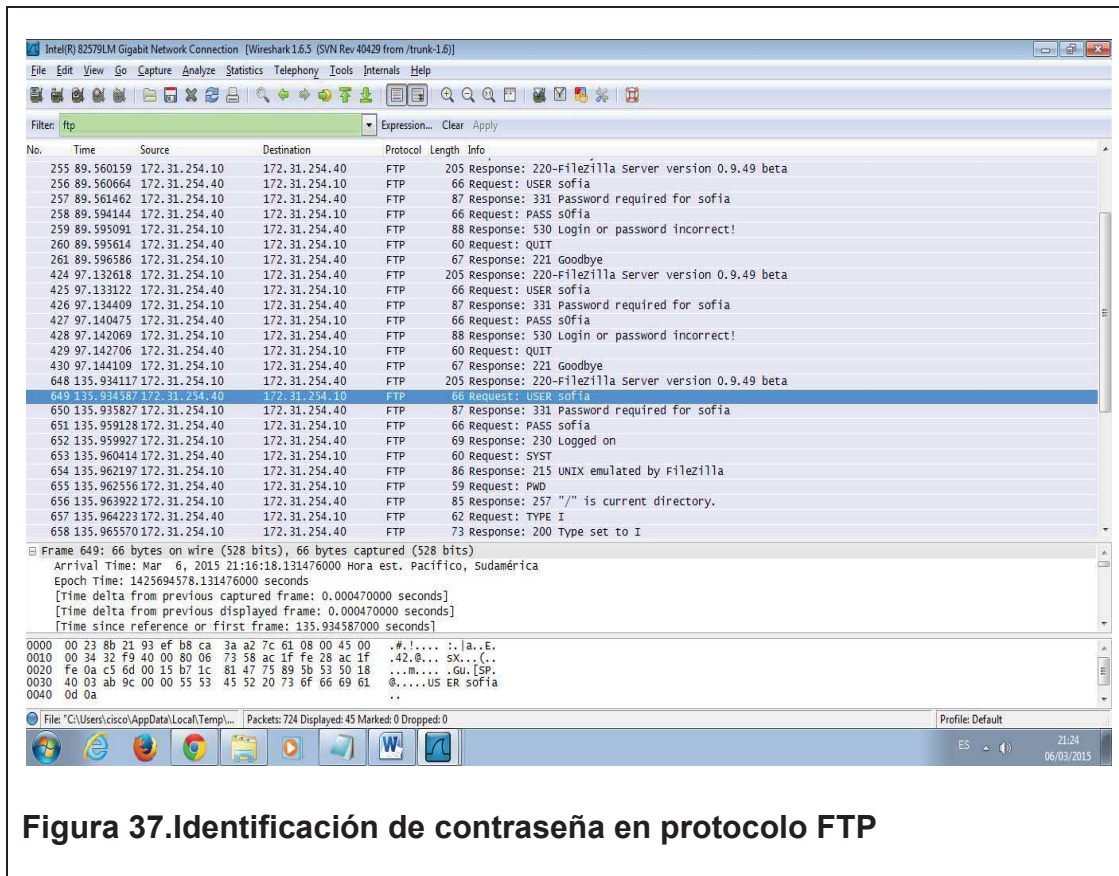 Intel(R) 82579LM Gigabit Network Connection [Wireshark 1.6.5 (SVN Rev 40429 from /trunk-1.6)]
File Edit View Go Capture Analyze Statistics Telephony Tools Internals Help
Filter: ftp Expression... Clear Apply
No. Time Source Destination Protocol Length Info
255 89.560159 172.31.254.10 172.31.254.40 FTP 205 Response: 220-FileZilla Server version 0.9.49 beta
256 89.560664 172.31.254.40 172.31.254.10 FTP 66 Request: USER sofia
257 89.561462 172.31.254.10 172.31.254.40 FTP 87 Response: 331 Password required for sofia
258 89.594144 172.31.254.40 172.31.254.10 FTP 66 Request: PASS s0fia
259 89.595091 172.31.254.10 172.31.254.40 FTP 88 Response: 530 Login or password incorrect!
260 89.595614 172.31.254.40 172.31.254.10 FTP 60 Request: QUIT
261 89.596586 172.31.254.10 172.31.254.40 FTP 67 Response: 221 Goodbye
424 97.132618 172.31.254.10 172.31.254.40 FTP 205 Response: 220-FileZilla Server version 0.9.49 beta
425 97.133122 172.31.254.40 172.31.254.10 FTP 66 Request: USER sofia
426 97.134409 172.31.254.10 172.31.254.40 FTP 87 Response: 331 Password required for sofia
427 97.140475 172.31.254.40 172.31.254.10 FTP 66 Request: PASS s0fia
428 97.142069 172.31.254.10 172.31.254.40 FTP 88 Response: 530 Login or password incorrect!
429 97.142706 172.31.254.40 172.31.254.10 FTP 60 Request: QUIT
430 97.144109 172.31.254.10 172.31.254.40 FTP 67 Response: 221 Goodbye
648 135.934117 172.31.254.10 172.31.254.40 FTP 205 Response: 220-FileZilla Server version 0.9.49 beta
649 135.934587 172.31.254.40 172.31.254.10 FTP 66 Request: USER sofia
650 135.935827 172.31.254.10 172.31.254.40 FTP 87 Response: 331 Password required for sofia
651 135.959128 172.31.254.40 172.31.254.10 FTP 66 Request: PASS sofia
652 135.959927 172.31.254.10 172.31.254.40 FTP 69 Response: 230 Logged on
653 135.960414 172.31.254.40 172.31.254.10 FTP 60 Request: SYST
654 135.962197 172.31.254.10 172.31.254.40 FTP 86 Response: 215 UNIX emulated by FileZilla
655 135.962556 172.31.254.40 172.31.254.10 FTP 59 Request: PWD
656 135.963922 172.31.254.10 172.31.254.40 FTP 85 Response: 257 "/" is current directory.
657 135.964223 172.31.254.40 172.31.254.10 FTP 62 Request: TYPE I
658 135.965570 172.31.254.10 172.31.254.40 FTP 73 Response: 200 Type set to I
Frame 649: 66 bytes on wire (528 bits), 66 bytes captured (528 bits)
Arrival Time: Mar 6, 2015 21:16:18.131476000 Hora est. Pacífico, Sudamérica
Epoch Time: 1425694578.131476000 seconds
[Time delta from previous captured frame: 0.000470000 seconds]
[Time delta from previous displayed frame: 0.000470000 seconds]
[Time since reference or first frame: 135.934587000 seconds]
0000 00 23 8b 21 93 ef b8 ca 3a a2 7c 61 08 00 45 00 .#.!.... :.|a..E.
0010 00 34 32 f9 40 00 80 06 73 58 ac 1f fe 28 ac 1f .42.@... sX...(..
0020 fe 0a c5 6d 00 15 b7 1c 81 47 75 89 5b 53 50 18 ...m.... .Gu.[SP.
0030 40 03 ab 9c 00 00 55 53 45 52 20 73 6f 66 69 61 @.....US ER sofia
0040 0d 0a ..
File: "C:\Users\cisco\AppData\Local\Temp\... Packets: 724 Displayed: 45 Marked: 0 Dropped: 0 Profile: Default
ES 21:24
06/03/2015
Figura 37.Identificación de contraseña en protocolo FTP